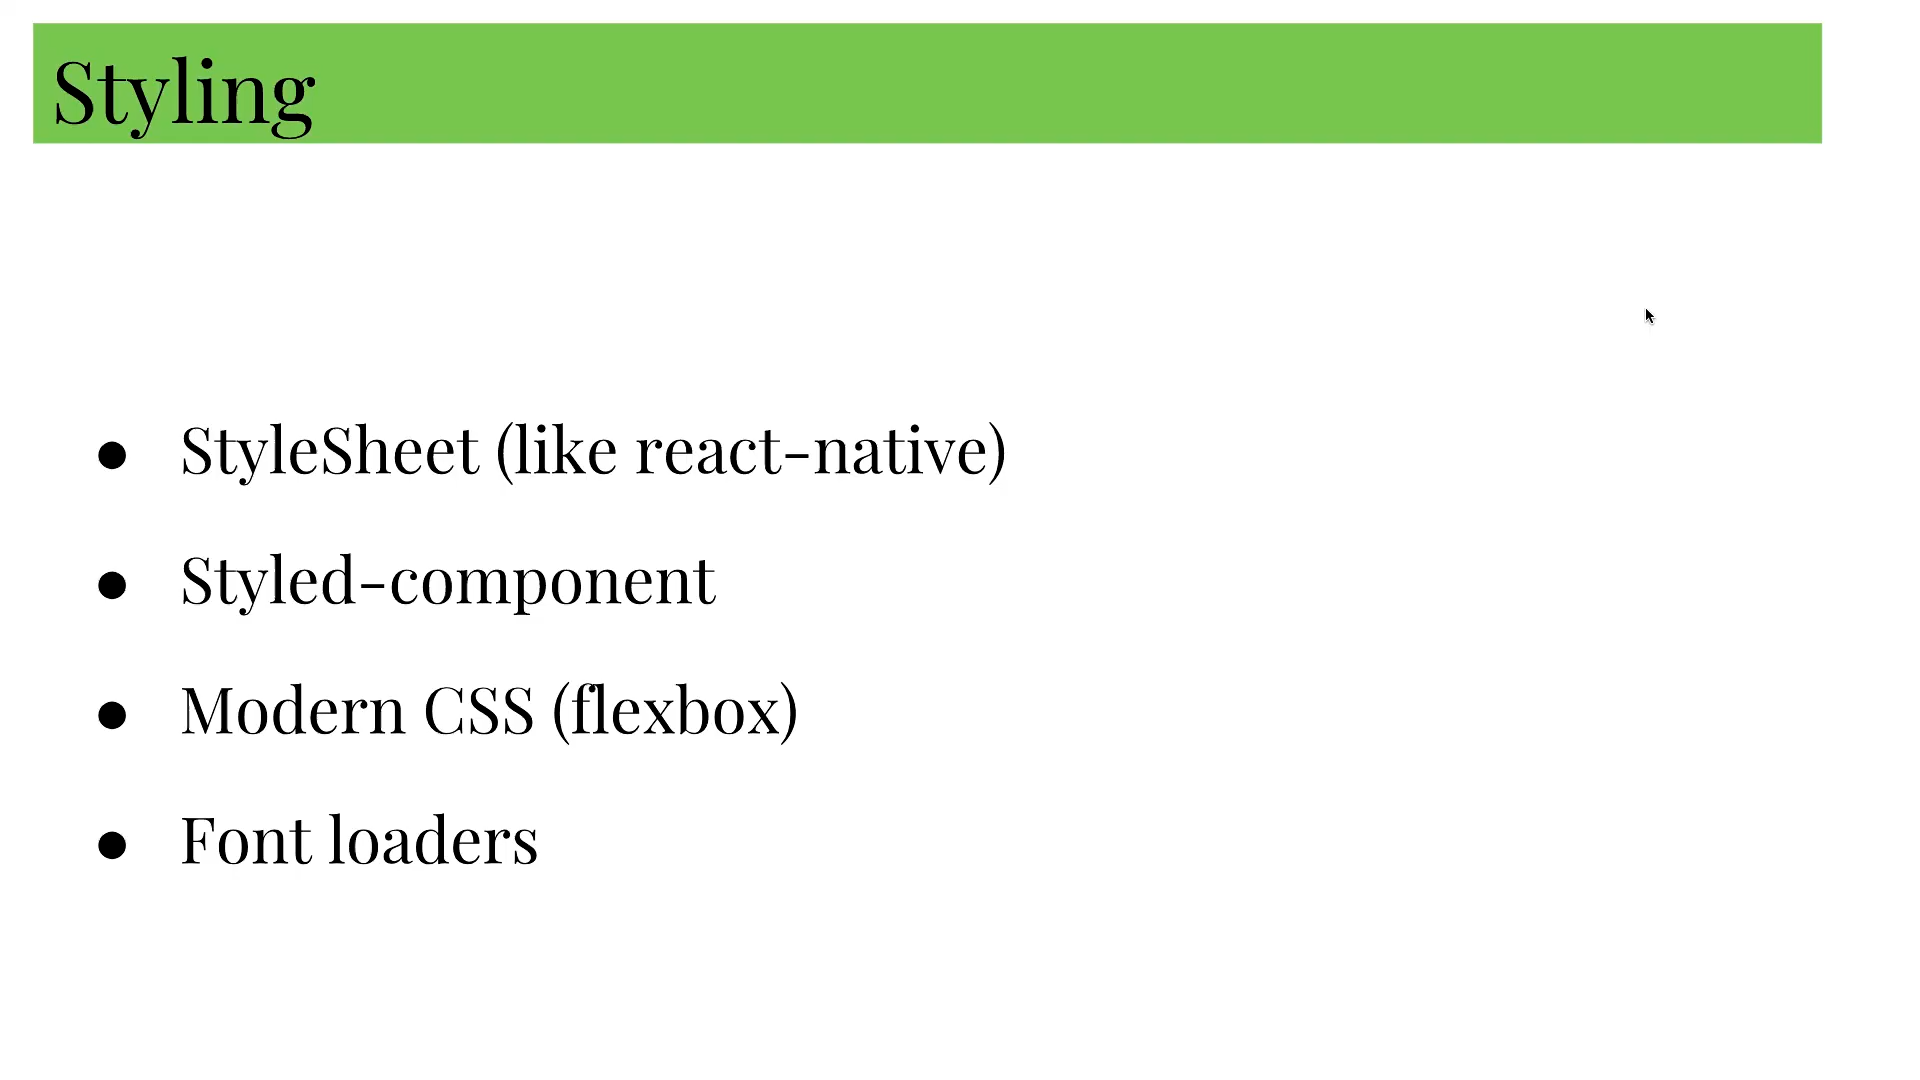 Styling
● StyleSheet (like react-native)
● Styled-component
● Modern CSS (flexbox)
● Font loaders